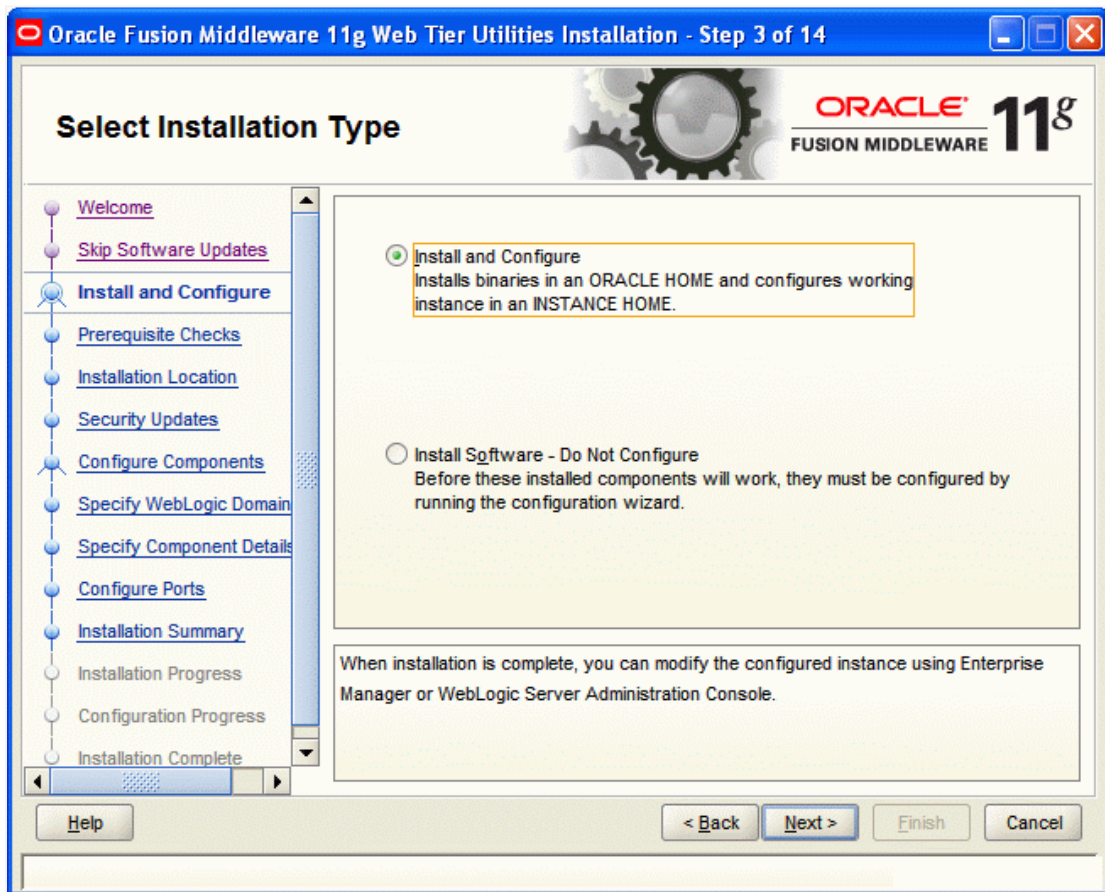 Oracle Fusion Middleware 11g Web Tier Utilities Installation - Step 3 of 14
Select Installation Type
ORACLE
FUSION MIDDLEWARE
11g
Welcome
Skip Software Updates
Install and Configure
Prerequisite Checks
Installation Location
Security Updates
Configure Components
Specify WebLogic Domain
Specify Component Details
Configure Ports
Installation Summary
Installation Progress
Configuration Progress
Installation Complete
Install and Configure
Installs binaries in an ORACLE HOME and configures working
instance in an INSTANCE HOME.
Install Software - Do Not Configure
Before these installed components will work, they must be configured by
running the configuration wizard.
When installation is complete, you can modify the configured instance using Enterprise
Manager or WebLogic Server Administration Console.
Help
< Back
Next >
Finish
Cancel